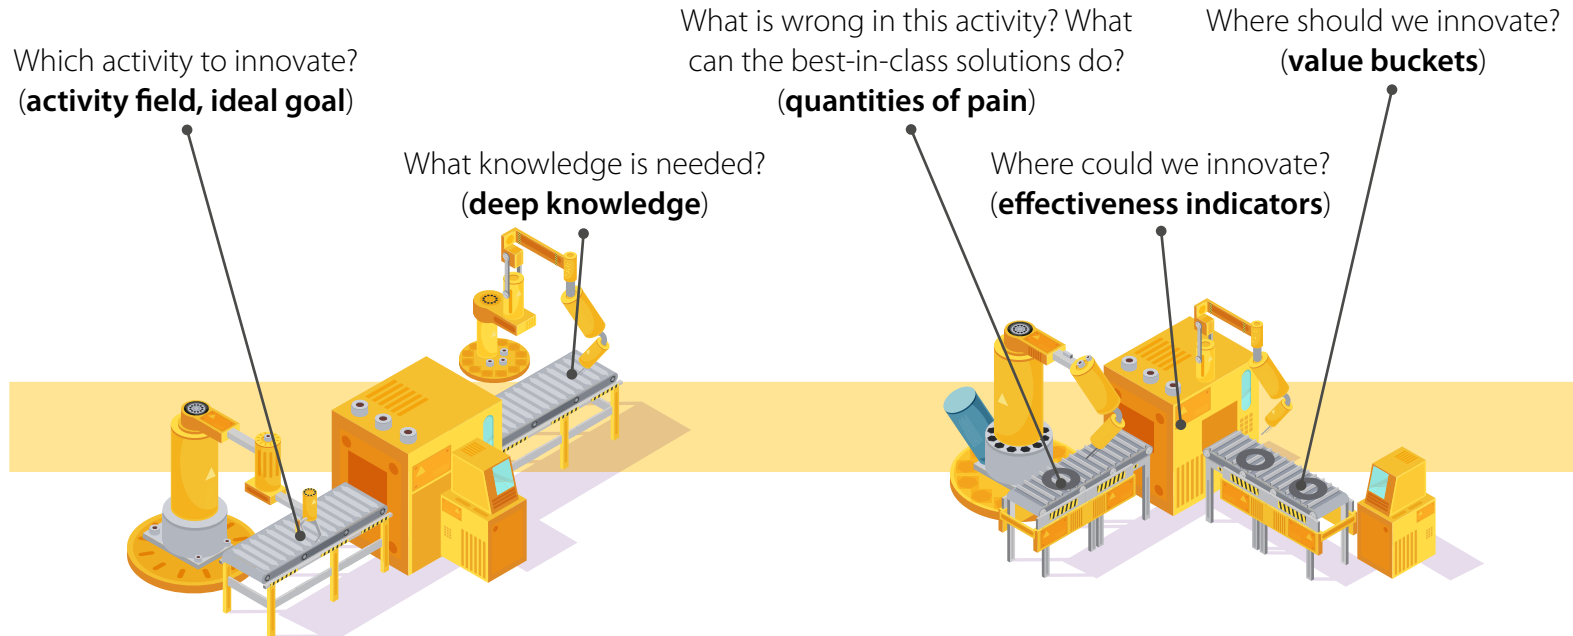 Which activity to innovate?
(activity field, ideal goal)
What knowledge is needed?
(deep knowledge)
What is wrong in this activity? What
can the best-in-class solutions do?
(quantities of pain)
Where could we innovate?
(effectiveness indicators)
Where should we innovate?
(value buckets)